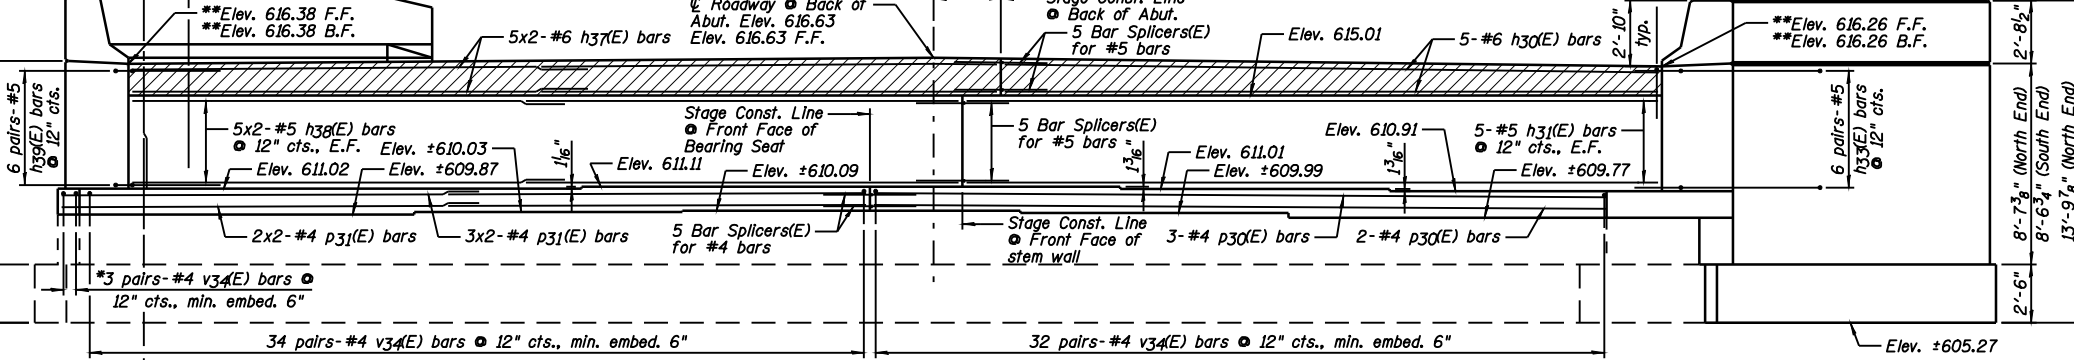 **Elev. 616.38 F.F.
**Elev. 616.38 B.F.
℄ Roadway @ Back of
Abut. Elev. 616.63
Elev. 616.63 F.F.
@ Back of Abut.
5 Bar Splicers(E)
for #5 bars
5x2-#6 h37(E) bars
Elev. 615.01
5-#6 h30(E) bars
2'-10"
typ.
**Elev. 616.26 F.F.
**Elev. 616.26 B.F.
2'-8½"
6 pairs-#5
h39(E) bars
@ 12" cts.
5x2-#5 h38(E) bars
@ 12" cts., E.F.
Stage Const. Line
@ Front Face of
Bearing Seat
5 Bar Splicers(E)
for #5 bars
Elev. 610.91
5-#5 h31(E) bars
@ 12" cts., E.F.
6 pairs-#5
h33(E) bars
@ 12" cts.
Elev. 611.02
Elev. ±610.03
Elev. ±609.87
1⁄16"
Elev. 611.11
Elev. ±610.09
1 3⁄16"
Elev. 611.01
Elev. ±609.99
1 3⁄16"
Elev. ±609.77
8'-7⅜" (North End)
8'-6¾" (South End)
13'-9⅞" (North End)
2x2-#4 p31(E) bars
3x2-#4 p31(E) bars
5 Bar Splicers(E)
for #4 bars
Stage Const. Line
@ Front Face of
stem wall
3-#4 p30(E) bars
2-#4 p30(E) bars
*3 pairs-#4 v34(E) bars @
12" cts., min. embed. 6"
2'-6"
34 pairs-#4 v34(E) bars @ 12" cts., min. embed. 6"
32 pairs-#4 v34(E) bars @ 12" cts., min. embed. 6"
Elev. ±605.27